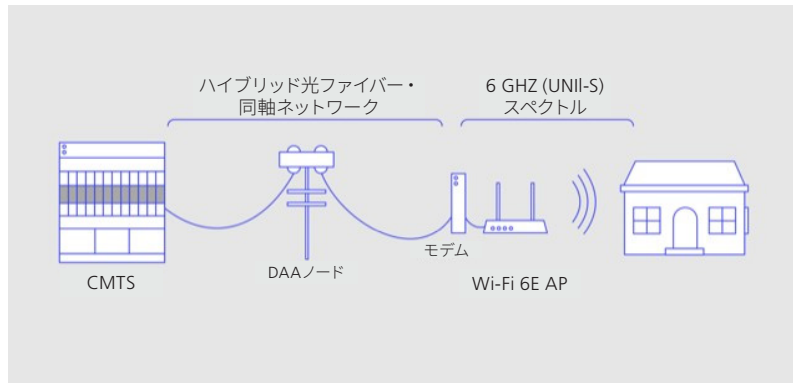 ハイブリッド光ファイバー・
同軸ネットワーク
6 GHZ (UNII-S)
スペクトル
CMTS
DAAノード
モデム
Wi-Fi 6E AP